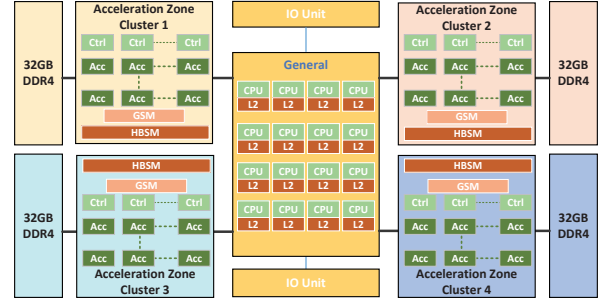 Acceleration Zone
Cluster 1
Ctrl Ctrl Ctrl
Acc Acc Acc
Acc Acc Acc
GSM
HBSM
32GB
DDR4
IO Unit
General
CPU CPU CPU CPU
L2 L2 L2 L2
CPU CPU CPU CPU
L2 L2 L2 L2
CPU CPU CPU CPU
L2 L2 L2 L2
CPU CPU CPU CPU
L2 L2 L2 L2
IO Unit
Acceleration Zone
Cluster 2
Ctrl Ctrl Ctrl
Acc Acc Acc
Acc Acc Acc
GSM
HBSM
32GB
DDR4
32GB
DDR4
HBSM
GSM
Ctrl Ctrl Ctrl
Acc Acc Acc
Acc Acc Acc
Acceleration Zone
Cluster 3
HBSM
GSM
Ctrl Ctrl Ctrl
Acc Acc Acc
Acc Acc Acc
Acceleration Zone
Cluster 4
32GB
DDR4